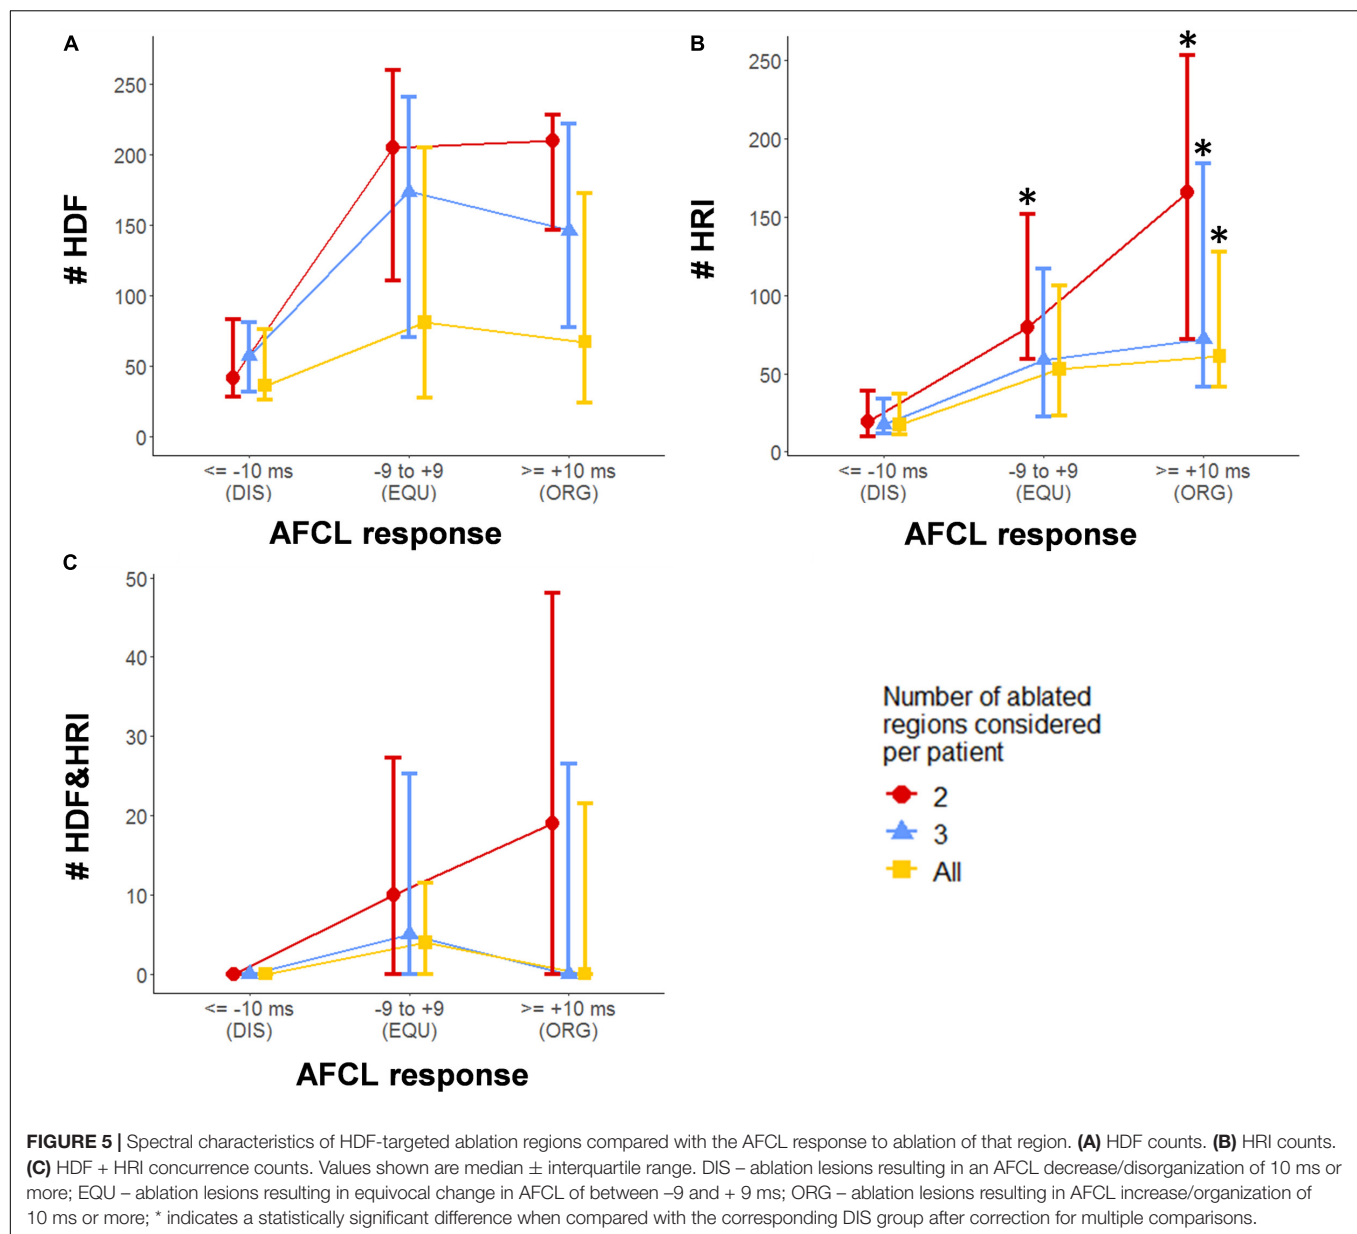 A
# HDF
250
200
150
100
50
0
<= -10 ms
(DIS)
-9 to +9
(EQU)
>= +10 ms
(ORG)
AFCL response
B
# HRI
250
200
150
100
50
0
*
*
*
*
<= -10 ms
(DIS)
-9 to +9
(EQU)
>= +10 ms
(ORG)
AFCL response
C
# HDF&HRI
50
40
30
20
10
0
<= -10 ms
(DIS)
-9 to +9
(EQU)
>= +10 ms
(ORG)
AFCL response
Number of ablated
regions considered
per patient
2
3
All
FIGURE 5 | Spectral characteristics of HDF-targeted ablation regions compared with the AFCL response to ablation of that region. (A) HDF counts. (B) HRI counts.
(C) HDF + HRI concurrence counts. Values shown are median ± interquartile range. DIS – ablation lesions resulting in an AFCL decrease/disorganization of 10 ms or
more; EQU – ablation lesions resulting in equivocal change in AFCL of between –9 and + 9 ms; ORG – ablation lesions resulting in AFCL increase/organization of
10 ms or more; * indicates a statistically significant difference when compared with the corresponding DIS group after correction for multiple comparisons.